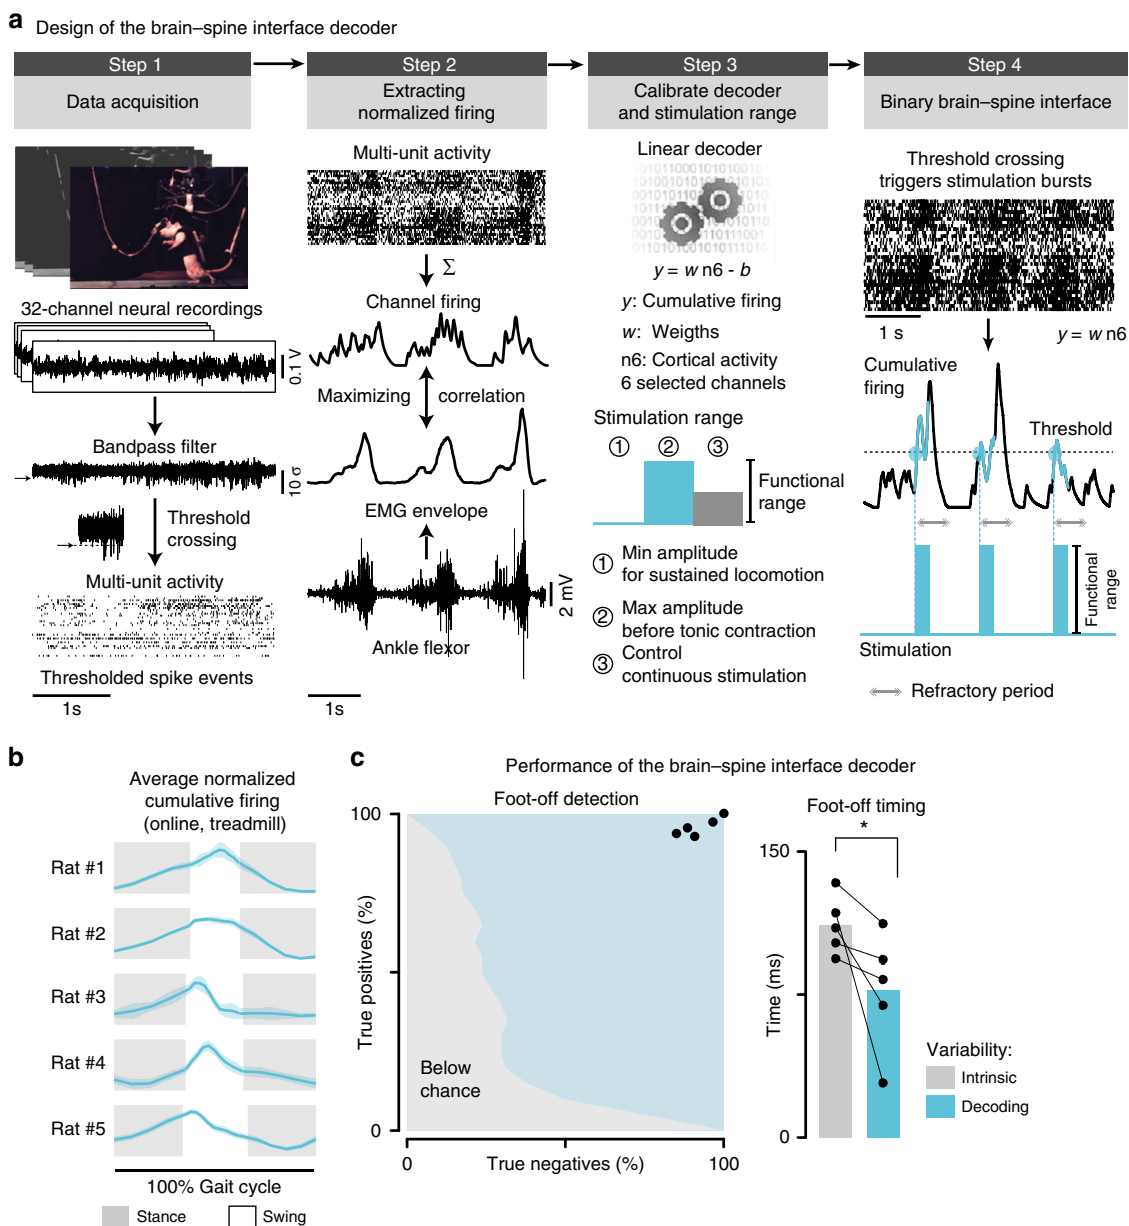 a Design of the brain–spine interface decoder
Step 1
Data acquisition
32-channel neural recordings
0.1 V
Bandpass filter
10 σ
Threshold
crossing
Multi-unit activity
Thresholded spike events
1s
Step 2
Extracting
normalized firing
Multi-unit activity
Σ
Channel firing
Maximizing correlation
EMG envelope
2 mV
Ankle flexor
1s
Step 3
Calibrate decoder
and stimulation range
Linear decoder
y = w n6 - b
y: Cumulative firing
w: Weigths
n6: Cortical activity
6 selected channels
Stimulation range
1 2 3
Functional
range
1 Min amplitude
for sustained locomotion
2 Max amplitude
before tonic contraction
3 Control
continuous stimulation
Step 4
Binary brain–spine interface
Threshold crossing
triggers stimulation bursts
1 s
y = w n6
Cumulative
firing
Threshold
Functional
range
Stimulation
Refractory period
b
Average normalized
cumulative firing
(online, treadmill)
Rat #1
Rat #2
Rat #3
Rat #4
Rat #5
100% Gait cycle
Stance Swing
c
Performance of the brain–spine interface decoder
Foot-off detection
100
True positives (%)
Below
chance
0
0 100
True negatives (%)
Foot-off timing
*
150
Time (ms)
0
Variability:
Intrinsic
Decoding